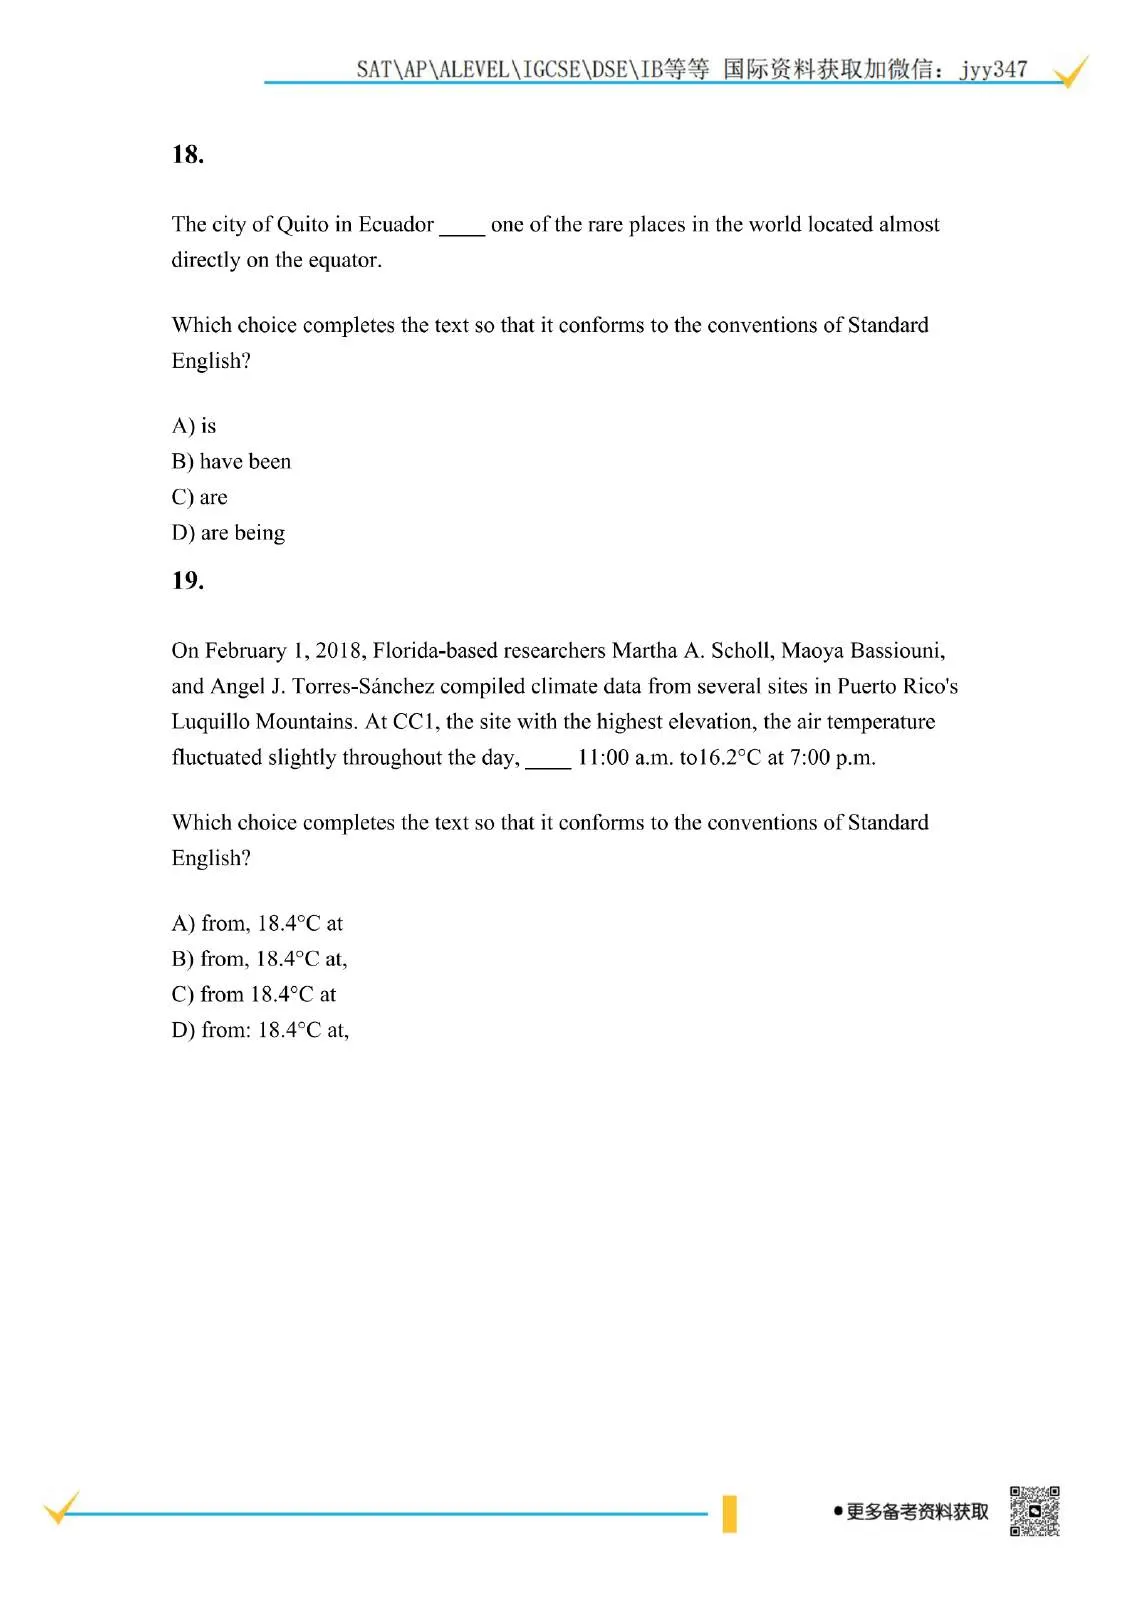 SAT\AP\ALEVEL\IGCSE\DSE\IB等等 国际资料获取加微信：jyy347
18.
The city of Quito in Ecuador ____ one of the rare places in the world located almost
directly on the equator.
Which choice completes the text so that it conforms to the conventions of Standard
English?
A) is
B) have been
C) are
D) are being
19.
On February 1, 2018, Florida-based researchers Martha A. Scholl, Maoya Bassiouni,
and Angel J. Torres-Sánchez compiled climate data from several sites in Puerto Rico's
Luquillo Mountains. At CC1, the site with the highest elevation, the air temperature
fluctuated slightly throughout the day, ____ 11:00 a.m. to16.2°C at 7:00 p.m.
Which choice completes the text so that it conforms to the conventions of Standard
English?
A) from, 18.4°C at
B) from, 18.4°C at,
C) from 18.4°C at
D) from: 18.4°C at,
•更多备考资料获取